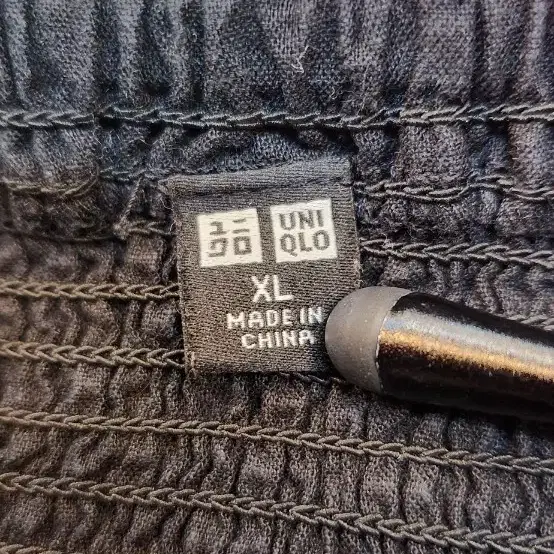 ユニ
クロ
UNI
QLO
XL
MADE IN
CHINA